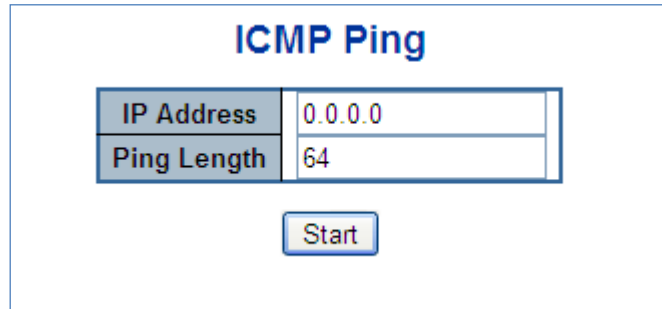 ICMP Ping
IP Address 0.0.0.0
Ping Length 64
Start